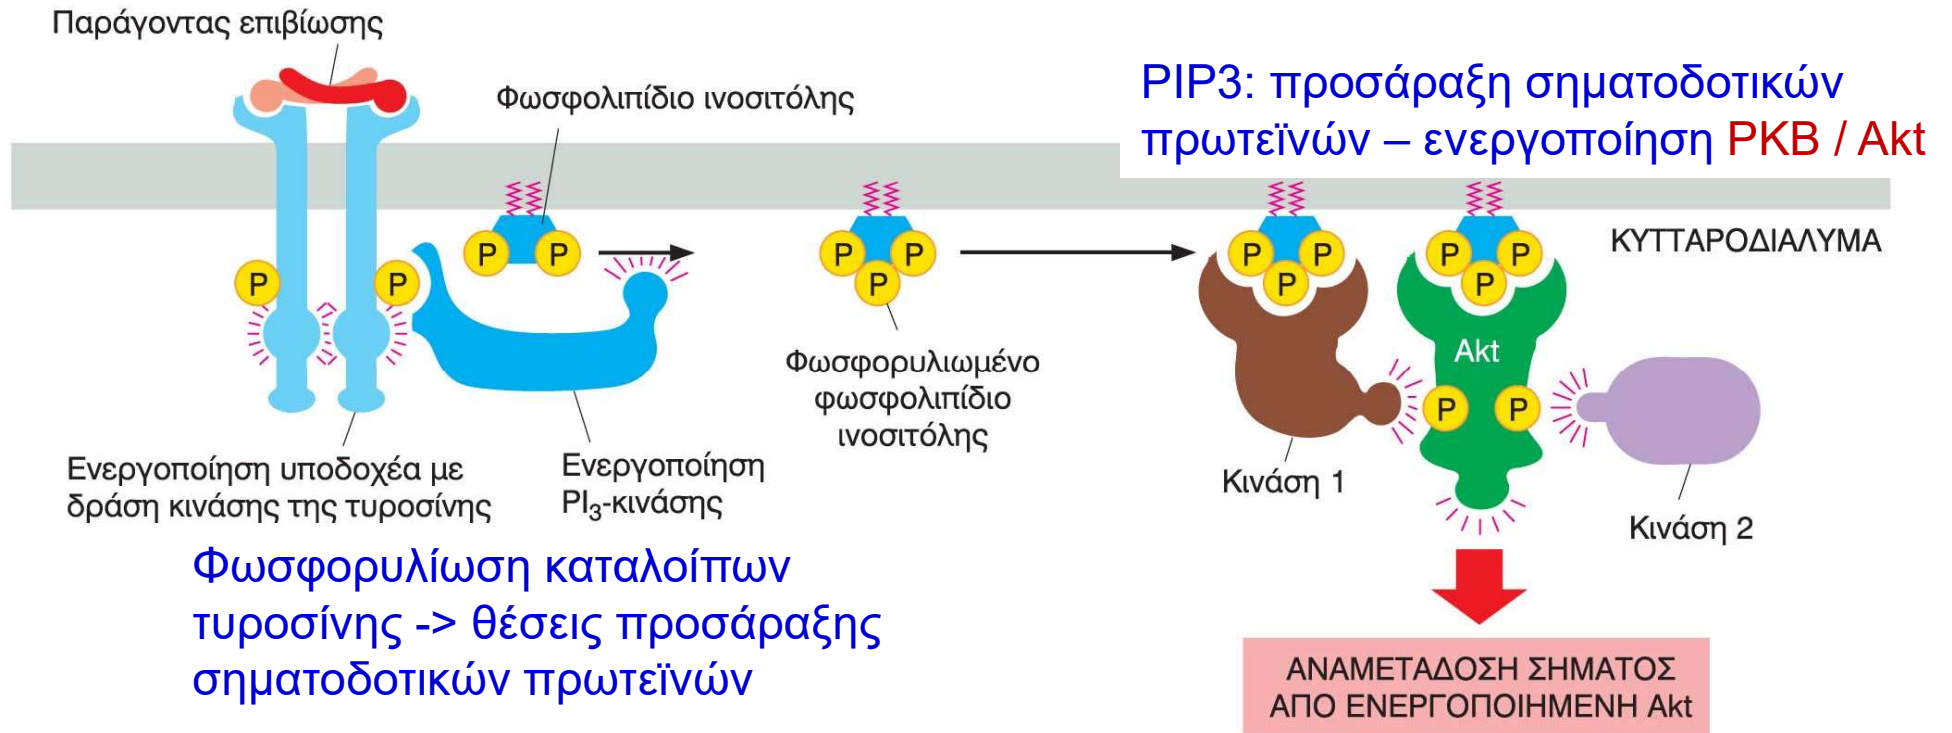 Παράγοντας επιβίωσης
Φωσφολιπίδιο ινοσιτόλης
PIP3: προσάραξη σηματοδοτικών
πρωτεϊνών – ενεργοποίηση PKB / Akt
ΚΥΤΤΑΡΟΔΙΑΛΥΜΑ
P
P
P
P
P
P
P
P
P
P
P
P
P
Akt
P
P
Φωσφορυλιωμένο
φωσφολιπίδιο
ινοσιτόλης
Ενεργοποίηση υποδοχέα με
δράση κινάσης της τυροσίνης
Ενεργοποίηση
PI3-κινάσης
Κινάση 1
Κινάση 2
Φωσφορυλίωση καταλοίπων
τυροσίνης -> θέσεις προσάραξης
σηματοδοτικών πρωτεϊνών
ΑΝΑΜΕΤΑΔΟΣΗ ΣΗΜΑΤΟΣ
ΑΠΟ ΕΝΕΡΓΟΠΟΙΗΜΕΝΗ Akt